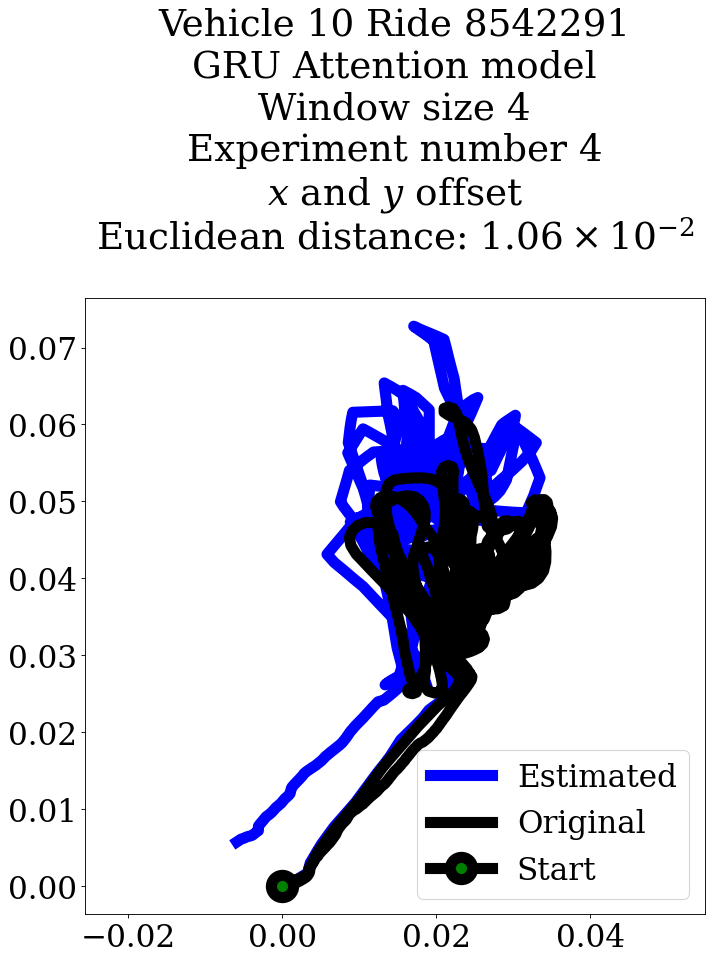 Vehicle 10 Ride 8542291
GRU Attention model
Window size 4
Experiment number 4
x and y offset
Euclidean distance: 1.06 × 10⁻²
0.07
0.06
0.05
0.04
0.03
0.02
0.01
0.00
Estimated
Original
Start
−0.02 0.00 0.02 0.04